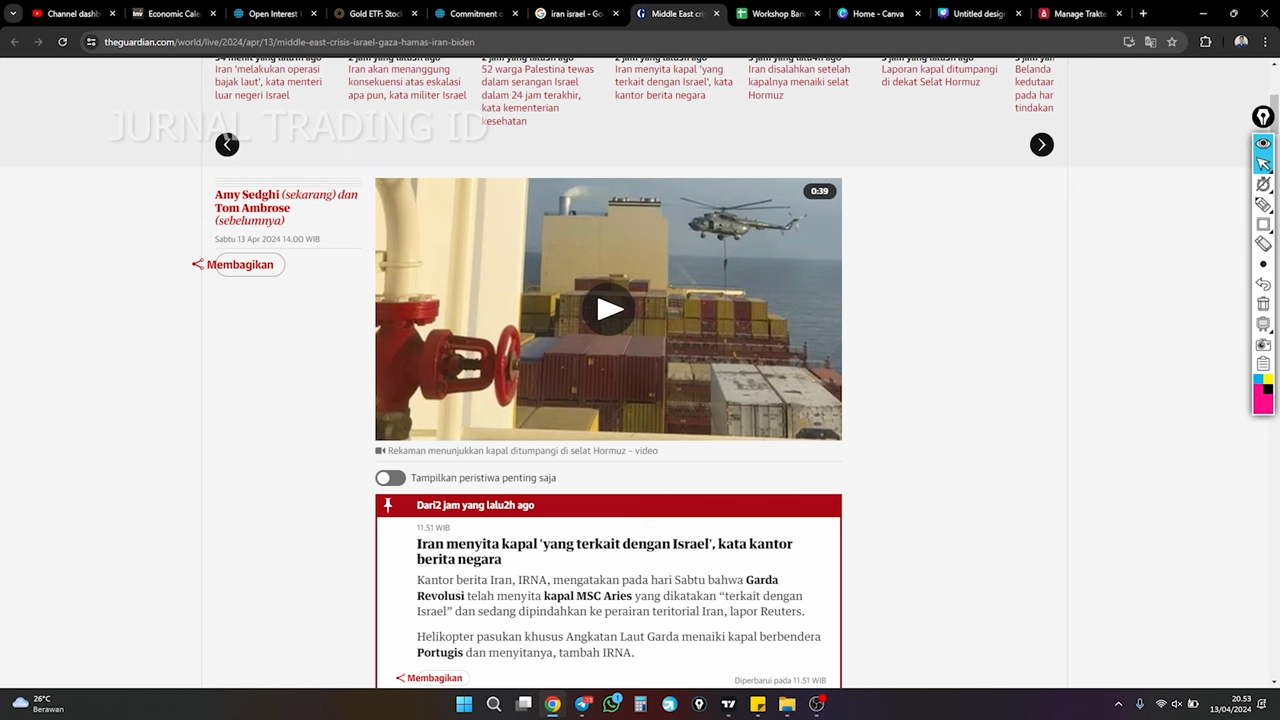 Channel dashb
Economic Cale
XAUUSD
Gold ETF: Stock
Commitments o
iran israel - Go
Middle East cri
Workshop Ban
Home - Canva
Untitled desig
Manage Trakte
theguardian.com/world/live/2024/apr/13/middle-east-crisis-israel-gaza-hamas-iran-biden
Iran 'melakukan operasi
bajak laut', kata menteri
luar negeri Israel
Iran akan menanggung
konsekuensi atas eskalasi
apa pun, kata militer Israel
52 warga Palestina tewas
dalam serangan Israel
dalam 24 jam terakhir,
kata kementerian
kesehatan
Iran menyita kapal 'yang
terkait dengan Israel', kata
kantor berita negara
Iran disalahkan setelah
kapalnya menaiki selat
Hormuz
Laporan kapal ditumpangi
di dekat Selat Hormuz
Belanda
kedutaar
pada har
tindakan
JURNAL TRADING ID
Amy Sedghi (sekarang) dan
Tom Ambrose
(sebelumnya)
Sabtu 13 Apr 2024 14.00 WIB
Membagikan
0:39
Rekaman menunjukkan kapal ditumpangi di selat Hormuz – video
Tampilkan peristiwa penting saja
Dari2 jam yang lalu2h ago
11.51 WIB
Iran menyita kapal 'yang terkait dengan Israel', kata kantor
berita negara
Kantor berita Iran, IRNA, mengatakan pada hari Sabtu bahwa Garda
Revolusi telah menyita kapal MSC Aries yang dikatakan “terkait dengan
Israel” dan sedang dipindahkan ke perairan teritorial Iran, lapor Reuters.
Helikopter pasukan khusus Angkatan Laut Garda menaiki kapal berbendera
Portugis dan menyitanya, tambah IRNA.
Membagikan
Diperbarui pada 11.51 WIB
26°C
Berawan
20.53
13/04/2024